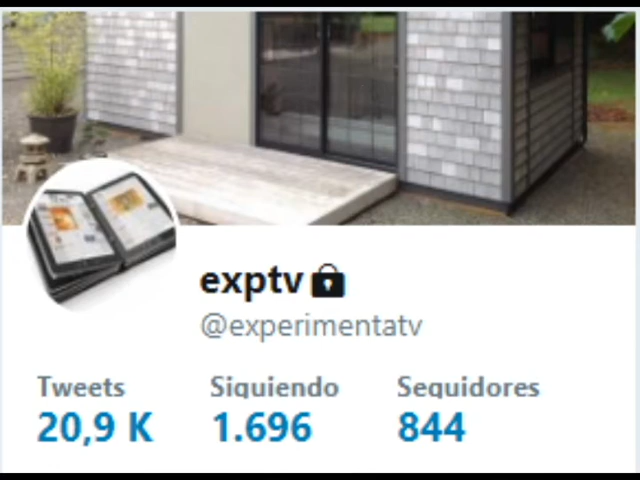 exptv
@experimentatv
Tweets Siguiendo Seguidores
20,9 K 1.696 844